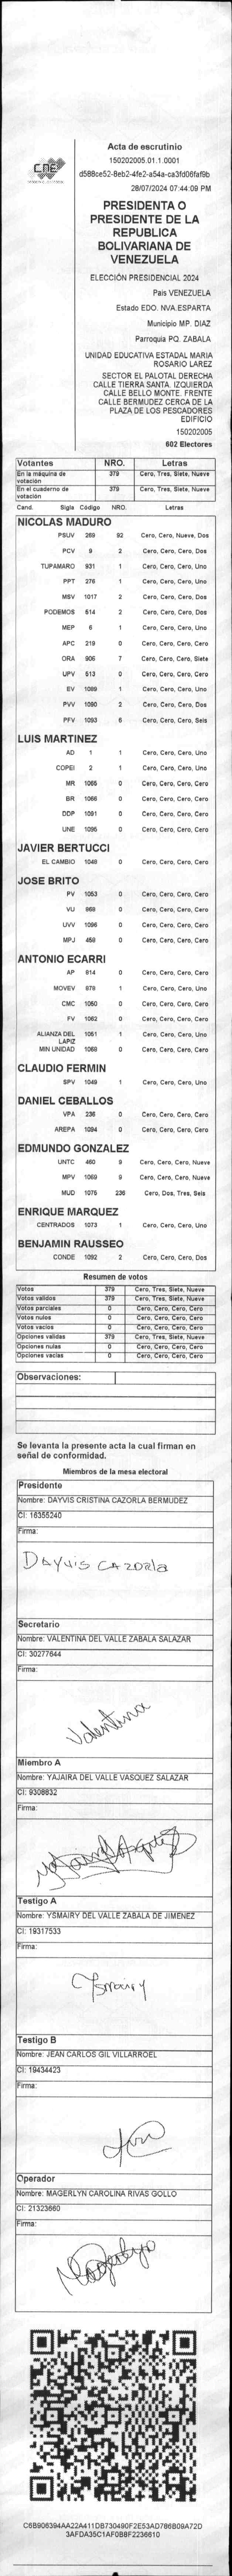 CNE
Acta de escrutinio
150202005.01.1.0001
d588ce52-8eb2-4fe2-a54a-ca3fd06faf9b
28/07/2024 07:44:09 PM
PRESIDENTA O
PRESIDENTE DE LA
REPUBLICA
BOLIVARIANA DE
VENEZUELA
ELECCIÓN PRESIDENCIAL 2024
Pais VENEZUELA
Estado EDO. NVA.ESPARTA
Municipio MP. DIAZ
Parroquia PQ. ZABALA
UNIDAD EDUCATIVA ESTADAL MARIA
ROSARIO LAREZ
SECTOR EL PALOTAL DERECHA
CALLE TIERRA SANTA. IZQUIERDA
CALLE BELLO MONTE. FRENTE
CALLE BERMUDEZ CERCA DE LA
PLAZA DE LOS PESCADORES
EDIFICIO
150202005
602 Electores
Votantes NRO. Letras
En la máquina de votación 379 Cero, Tres, Siete, Nueve
En el cuaderno de votación 379 Cero, Tres, Siete, Nueve
Cand. Sigla Código NRO. Letras
NICOLAS MADURO
PSUV 269 92 Cero, Cero, Nueve, Dos
PCV 9 2 Cero, Cero, Cero, Dos
TUPAMARO 931 1 Cero, Cero, Cero, Uno
PPT 276 1 Cero, Cero, Cero, Uno
MSV 1017 2 Cero, Cero, Cero, Dos
PODEMOS 514 2 Cero, Cero, Cero, Dos
MEP 6 1 Cero, Cero, Cero, Uno
APC 219 0 Cero, Cero, Cero, Cero
ORA 906 7 Cero, Cero, Cero, Siete
UPV 513 0 Cero, Cero, Cero, Cero
EV 1089 1 Cero, Cero, Cero, Uno
PVV 1090 2 Cero, Cero, Cero, Dos
PFV 1093 6 Cero, Cero, Cero, Seis
LUIS MARTINEZ
AD 1 1 Cero, Cero, Cero, Uno
COPEI 2 1 Cero, Cero, Cero, Uno
MR 1065 0 Cero, Cero, Cero, Cero
BR 1066 0 Cero, Cero, Cero, Cero
DDP 1091 0 Cero, Cero, Cero, Cero
UNE 1095 0 Cero, Cero, Cero, Cero
JAVIER BERTUCCI
EL CAMBIO 1048 0 Cero, Cero, Cero, Cero
JOSE BRITO
PV 1053 0 Cero, Cero, Cero, Cero
VU 969 0 Cero, Cero, Cero, Cero
UVV 1096 0 Cero, Cero, Cero, Cero
MPJ 458 0 Cero, Cero, Cero, Cero
ANTONIO ECARRI
AP 914 0 Cero, Cero, Cero, Cero
MOVEV 979 1 Cero, Cero, Cero, Uno
CMC 1050 0 Cero, Cero, Cero, Cero
FV 1062 0 Cero, Cero, Cero, Cero
ALIANZA DEL LAPIZ 1051 1 Cero, Cero, Cero, Uno
MIN UNIDAD 1068 0 Cero, Cero, Cero, Cero
CLAUDIO FERMIN
SPV 1049 1 Cero, Cero, Cero, Uno
DANIEL CEBALLOS
VPA 236 0 Cero, Cero, Cero, Cero
AREPA 1094 0 Cero, Cero, Cero, Cero
EDMUNDO GONZALEZ
UNTC 460 9 Cero, Cero, Cero, Nueve
MPV 1069 9 Cero, Cero, Cero, Nueve
MUD 1076 236 Cero, Dos, Tres, Seis
ENRIQUE MARQUEZ
CENTRADOS 1073 1 Cero, Cero, Cero, Uno
BENJAMIN RAUSSEO
CONDE 1092 2 Cero, Cero, Cero, Dos
Resumen de votos
Votos 379 Cero, Tres, Siete, Nueve
Votos validos 379 Cero, Tres, Siete, Nueve
Votos parciales 0 Cero, Cero, Cero, Cero
Votos nulos 0 Cero, Cero, Cero, Cero
Votos vacios 0 Cero, Cero, Cero, Cero
Opciones validas 379 Cero, Tres, Siete, Nueve
Opciones nulas 0 Cero, Cero, Cero, Cero
Opciones vacias 0 Cero, Cero, Cero, Cero
Observaciones:
Se levanta la presente acta la cual firman en
señal de conformidad.
Miembros de la mesa electoral
Presidente
Nombre: DAYVIS CRISTINA CAZORLA BERMUDEZ
CI: 16355240
Firma:
Dayvis Cazorla
Secretario
Nombre: VALENTINA DEL VALLE ZABALA SALAZAR
CI: 30277644
Firma:
Valentina
Miembro A
Nombre: YAJAIRA DEL VALLE VASQUEZ SALAZAR
CI: 9308832
Firma:
Testigo A
Nombre: YSMAIRY DEL VALLE ZABALA DE JIMENEZ
CI: 19317533
Firma:
Ysmairy
Testigo B
Nombre: JEAN CARLOS GIL VILLARROEL
CI: 19434423
Firma:
Operador
Nombre: MAGERLYN CAROLINA RIVAS GOLLO
CI: 21323660
Firma:
Magerlyn
C6B906394AA22A411DB730490F2E53AD786B09A72D
3AFDA35C1AF0B8F2236610